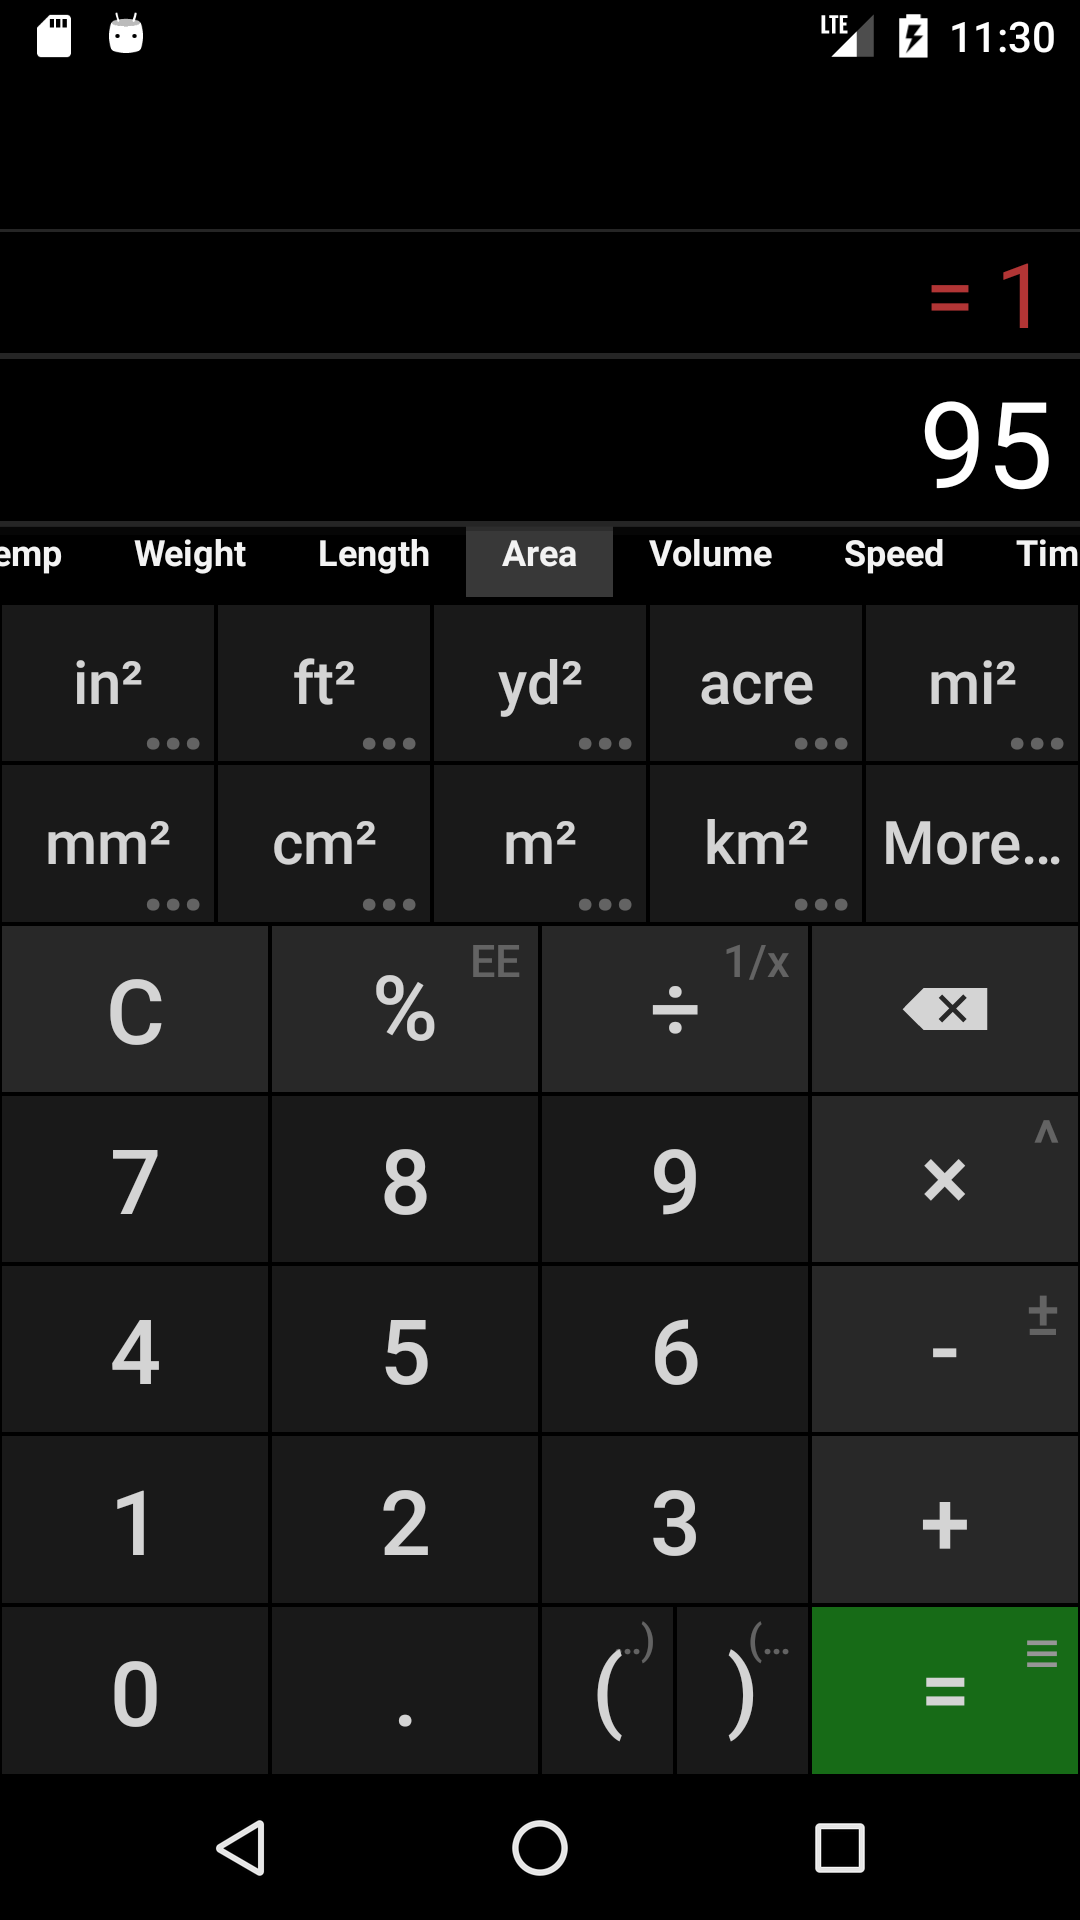 LTE 11:30
= 1
95
emp Weight Length Area Volume Speed Tim
in² ft² yd² acre mi²
mm² cm² m² km² More...
C % EE ÷ 1/x
7 8 9 × ^
4 5 6 - ±
1 2 3 +
0 . ( ..) ) (... =